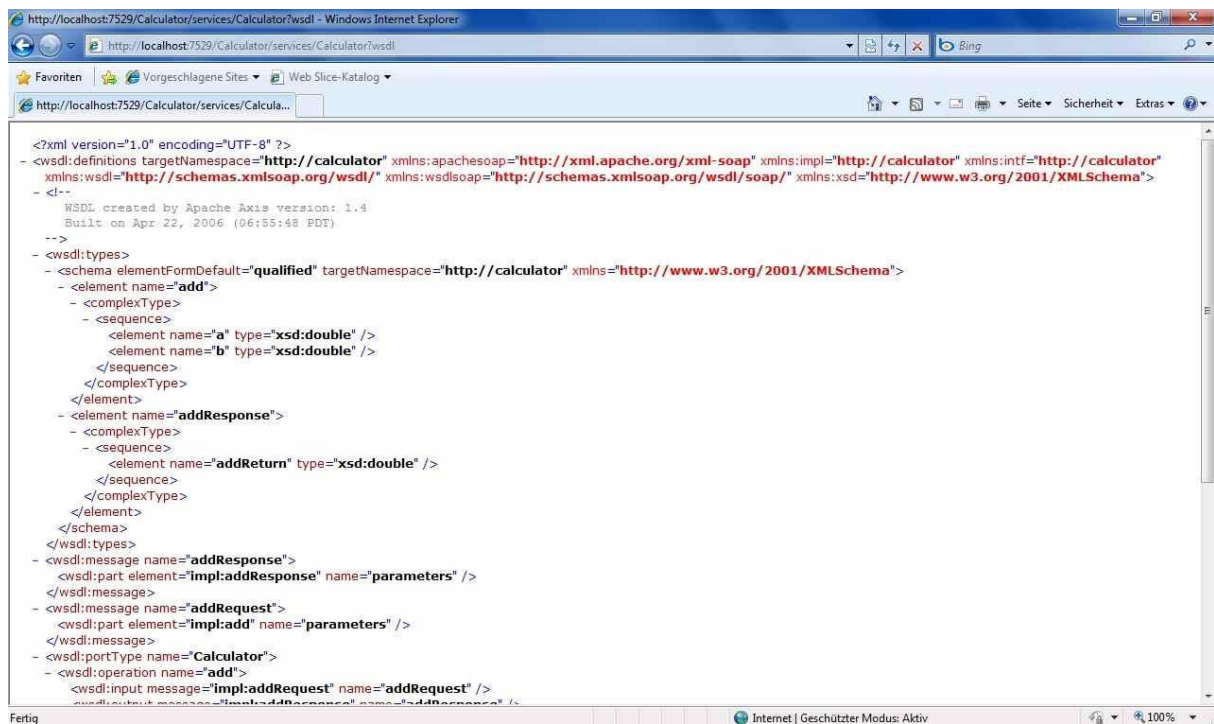 http://localhost:7529/Calculator/services/Calculator?wsdl - Windows Internet Explorer
http://localhost:7529/Calculator/services/Calculator?wsdl
Bing
Favoriten Vorgeschlagene Sites Web Slice-Katalog
http://localhost:7529/Calculator/services/Calcula...
Seite Sicherheit Extras
<?xml version="1.0" encoding="UTF-8" ?>
- <wsdl:definitions targetNamespace="http://calculator" xmlns:apachesoap="http://xml.apache.org/xml-soap" xmlns:impl="http://calculator" xmlns:intf="http://calculator"
xmlns:wsdl="http://schemas.xmlsoap.org/wsdl/" xmlns:wsdlsoap="http://schemas.xmlsoap.org/wsdl/soap/" xmlns:xsd="http://www.w3.org/2001/XMLSchema">
- <!--
WSDL created by Apache Axis version: 1.4
Built on Apr 22, 2006 (06:55:48 PDT)
-->
- <wsdl:types>
- <schema elementFormDefault="qualified" targetNamespace="http://calculator" xmlns="http://www.w3.org/2001/XMLSchema">
- <element name="add">
- <complexType>
- <sequence>
<element name="a" type="xsd:double" />
<element name="b" type="xsd:double" />
</sequence>
</complexType>
</element>
- <element name="addResponse">
- <complexType>
- <sequence>
<element name="addReturn" type="xsd:double" />
</sequence>
</complexType>
</element>
</schema>
</wsdl:types>
- <wsdl:message name="addResponse">
<wsdl:part element="impl:addResponse" name="parameters" />
</wsdl:message>
- <wsdl:message name="addRequest">
<wsdl:part element="impl:add" name="parameters" />
</wsdl:message>
- <wsdl:portType name="Calculator">
- <wsdl:operation name="add">
<wsdl:input message="impl:addRequest" name="addRequest" />
<wsdl:output message="impl:addResponse" name="addResponse" />
Fertig Internet | Geschützter Modus: Aktiv 100%